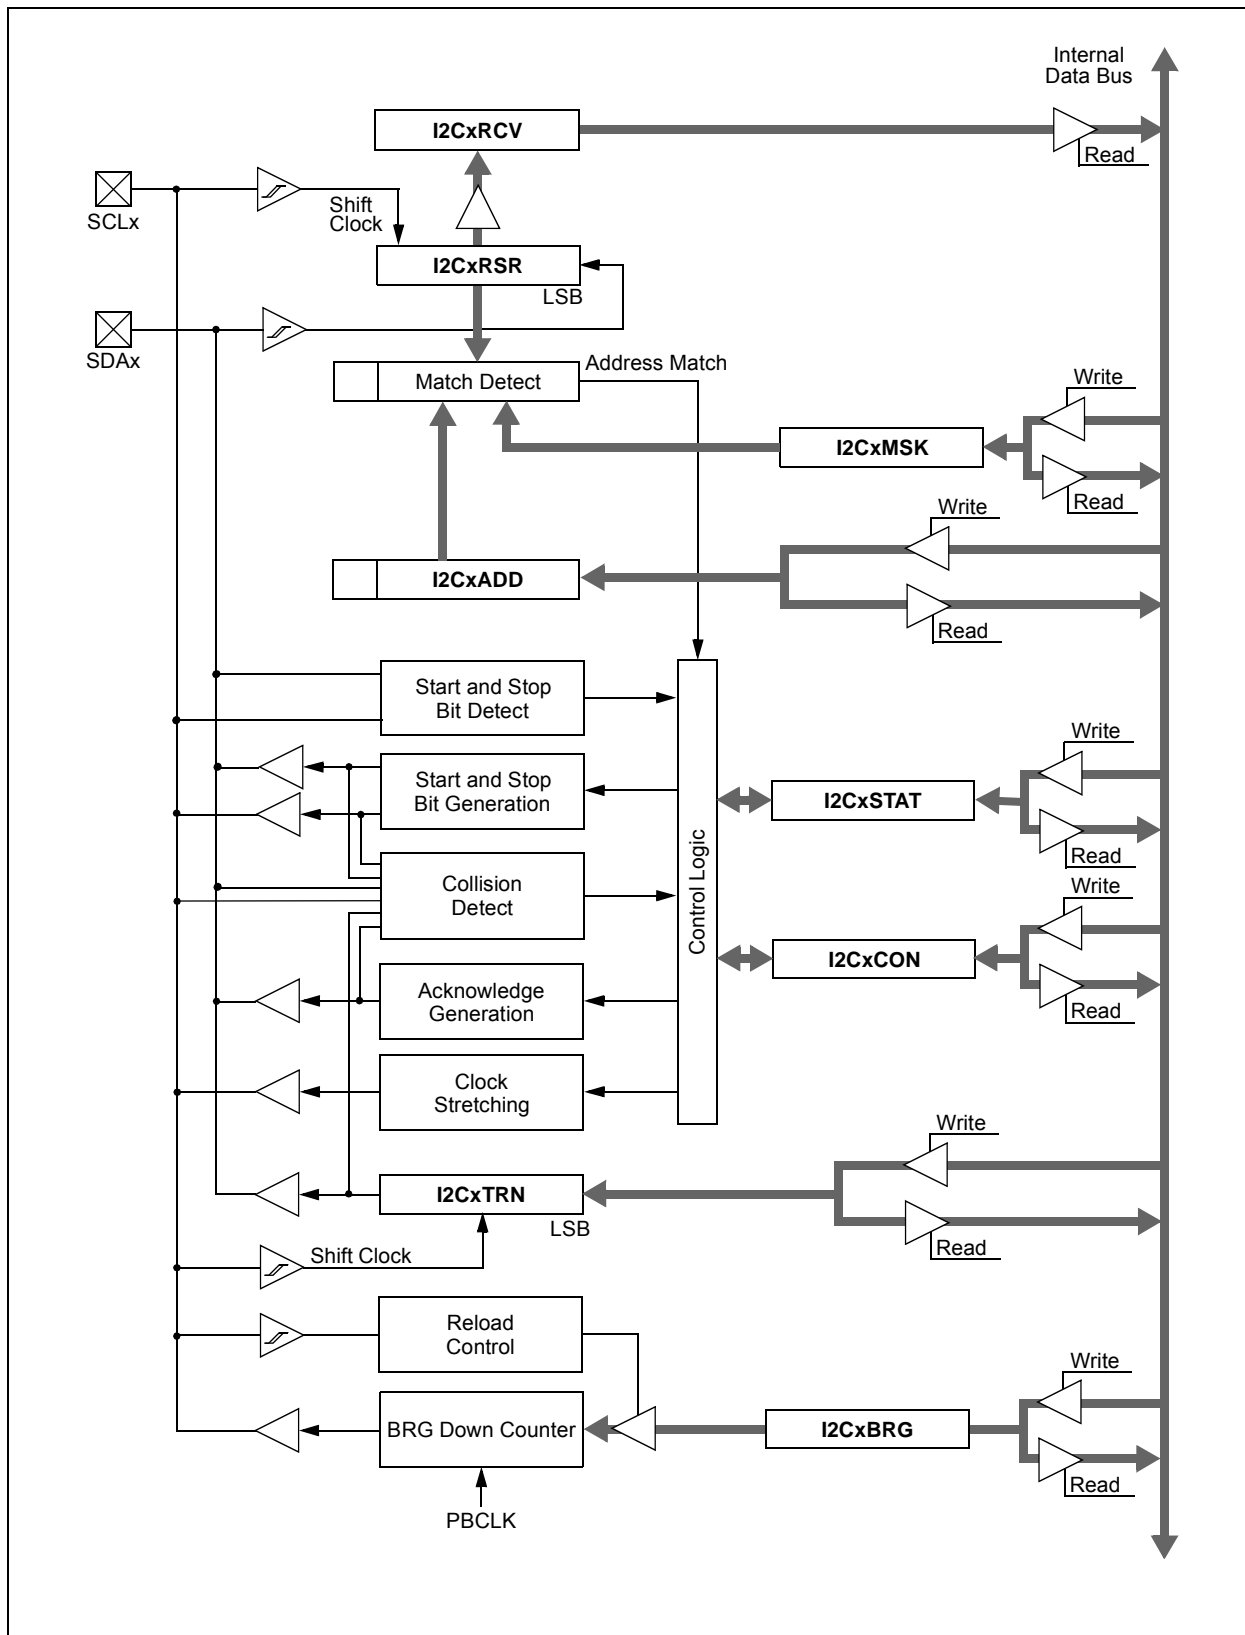 Internal
Data Bus
I2CxRCV
Read
SCLx
Shift
Clock
I2CxRSR
LSB
SDAx
Address Match
Match Detect
Write
I2CxMSK
Read
Write
I2CxADD
Read
Start and Stop
Bit Detect
Write
Start and Stop
Bit Generation
I2CxSTAT
Control Logic
Read
Collision
Detect
Write
I2CxCON
Acknowledge
Generation
Read
Clock
Stretching
Write
I2CxTRN
LSB
Read
Shift Clock
Reload
Control
Write
BRG Down Counter
I2CxBRG
Read
PBCLK